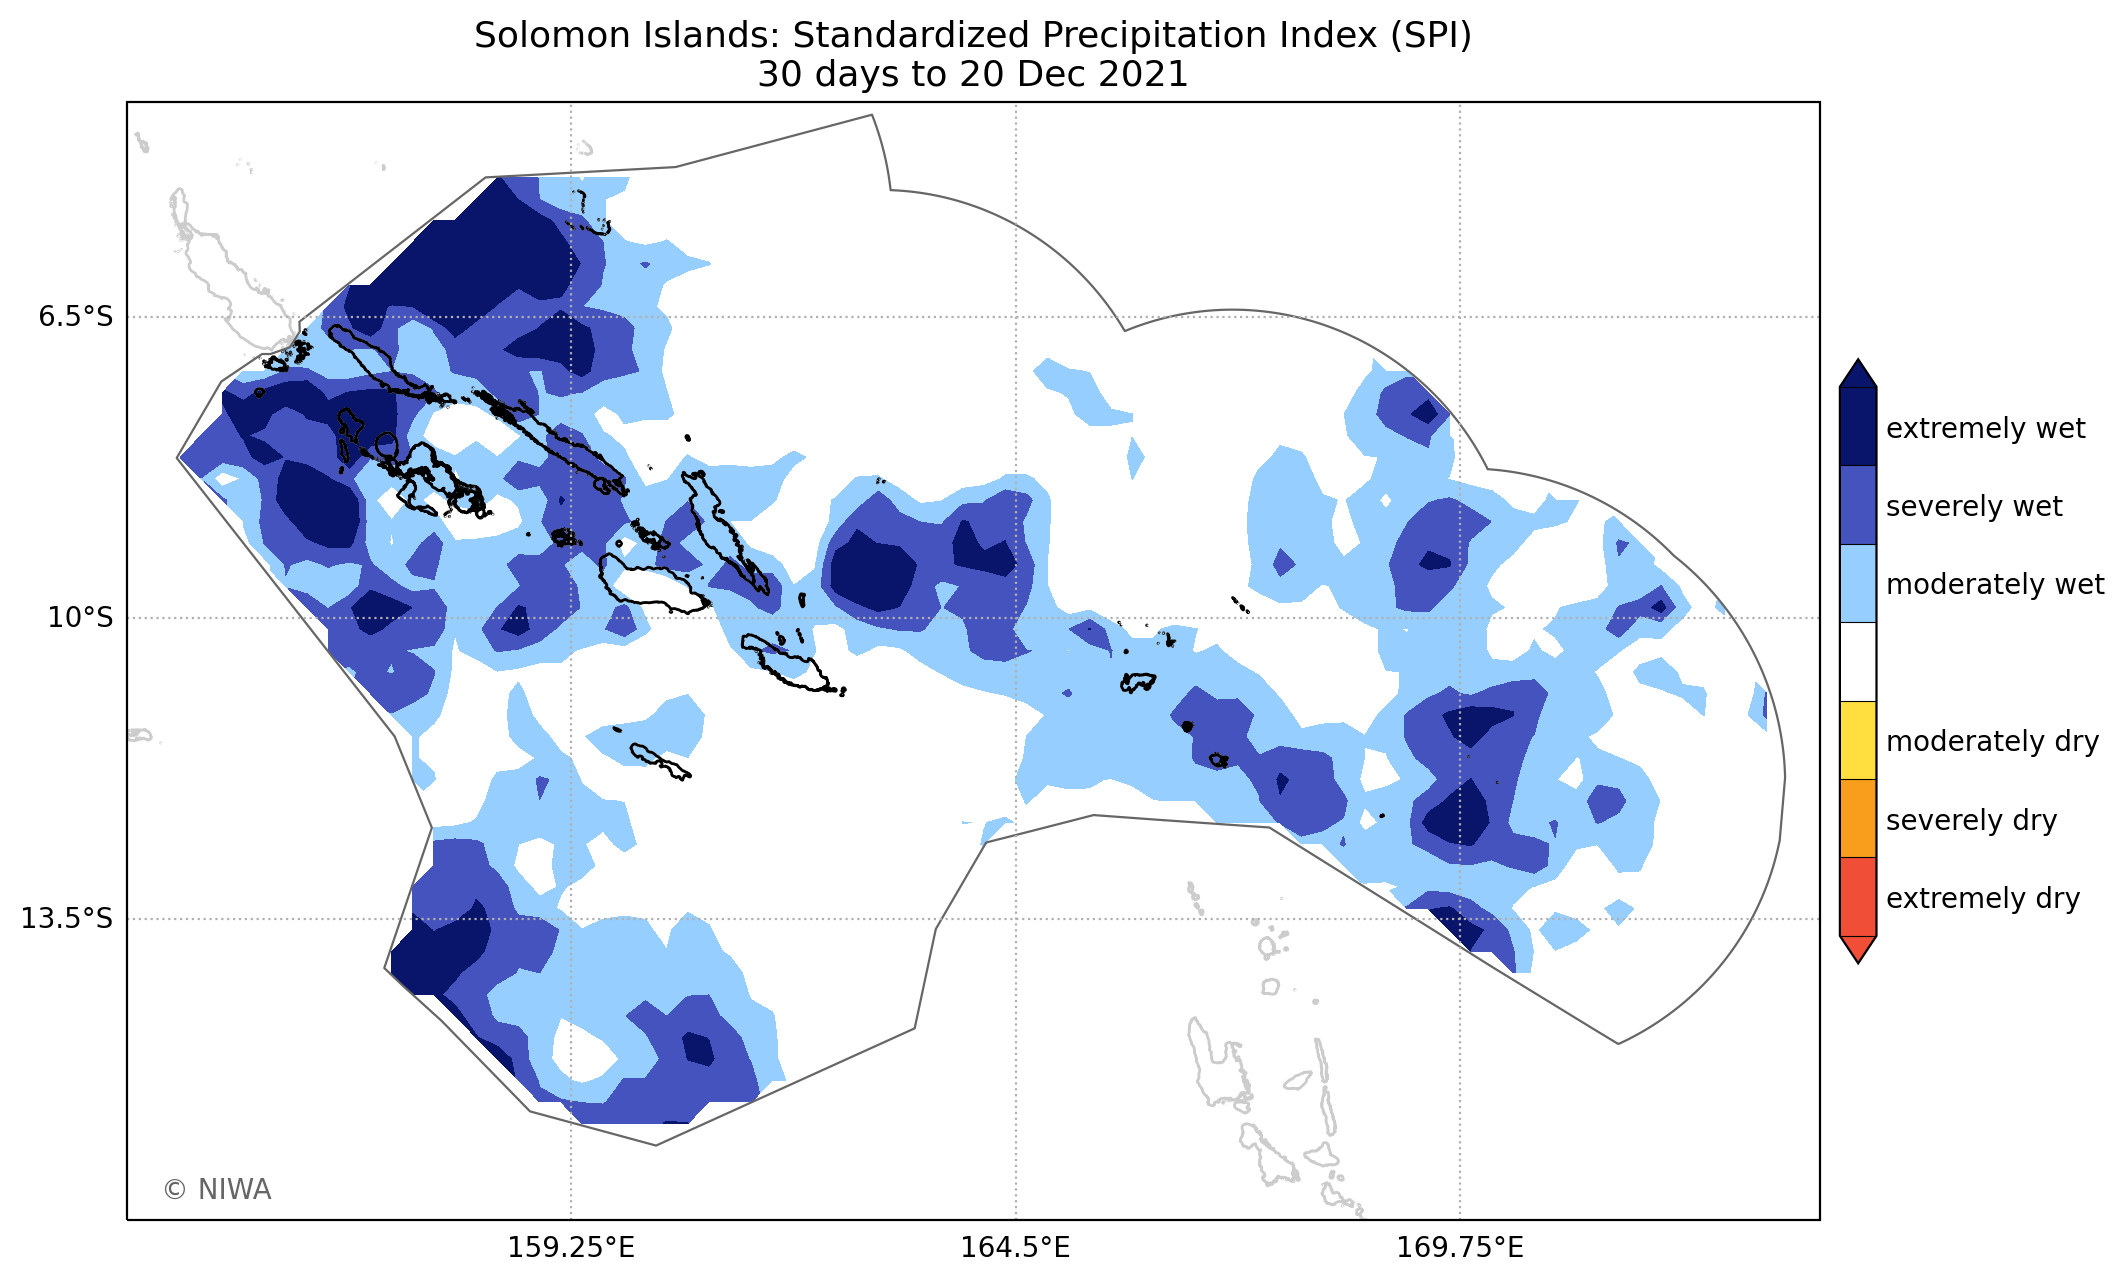 Solomon Islands: Standardized Precipitation Index (SPI)
30 days to 20 Dec 2021
6.5°S
10°S
13.5°S
159.25°E
164.5°E
169.75°E
extremely wet
severely wet
moderately wet
moderately dry
severely dry
extremely dry
© NIWA